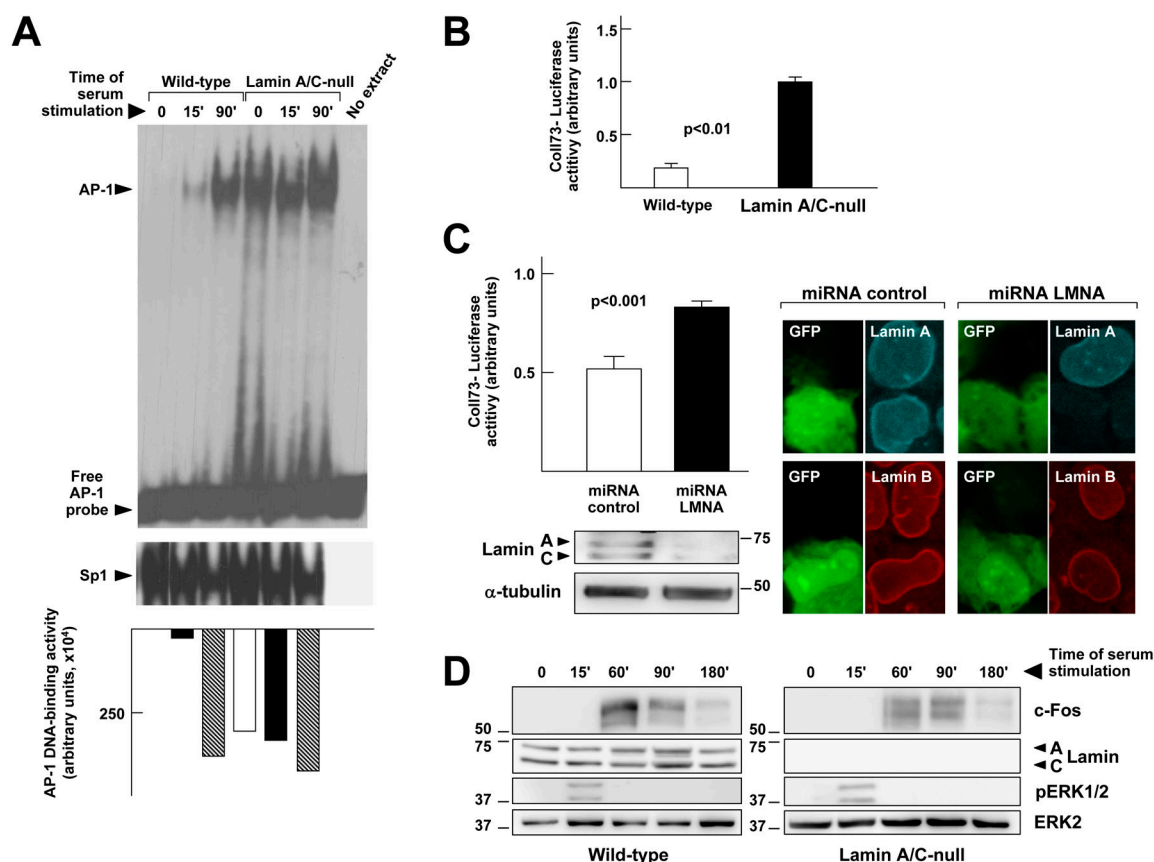 A
Time of
serum
stimulation
Wild-type
Lamin A/C-null
No extract
0 15' 90' 0 15' 90'
AP-1
Free
AP-1
probe
Sp1
AP-1 DNA-binding activity
(arbitrary units, x10⁴)
250
B
Coll73- Luciferase
actitivy (arbitrary units)
1.5
1.0
0.5
p<0.01
Wild-type
Lamin A/C-null
C
Coll73- Luciferase
actitivy (arbitrary units)
1.0
0.5
p<0.001
miRNA
control
miRNA
LMNA
Lamin
A
C
75
α-tubulin
50
miRNA control
miRNA LMNA
GFP
Lamin A
GFP
Lamin A
GFP
Lamin B
GFP
Lamin B
D
0 15' 60' 90' 180'
0 15' 60' 90' 180'
Time of serum
stimulation
50
50
c-Fos
75
75
A
C
Lamin
37
37
pERK1/2
37
37
ERK2
Wild-type
Lamin A/C-null